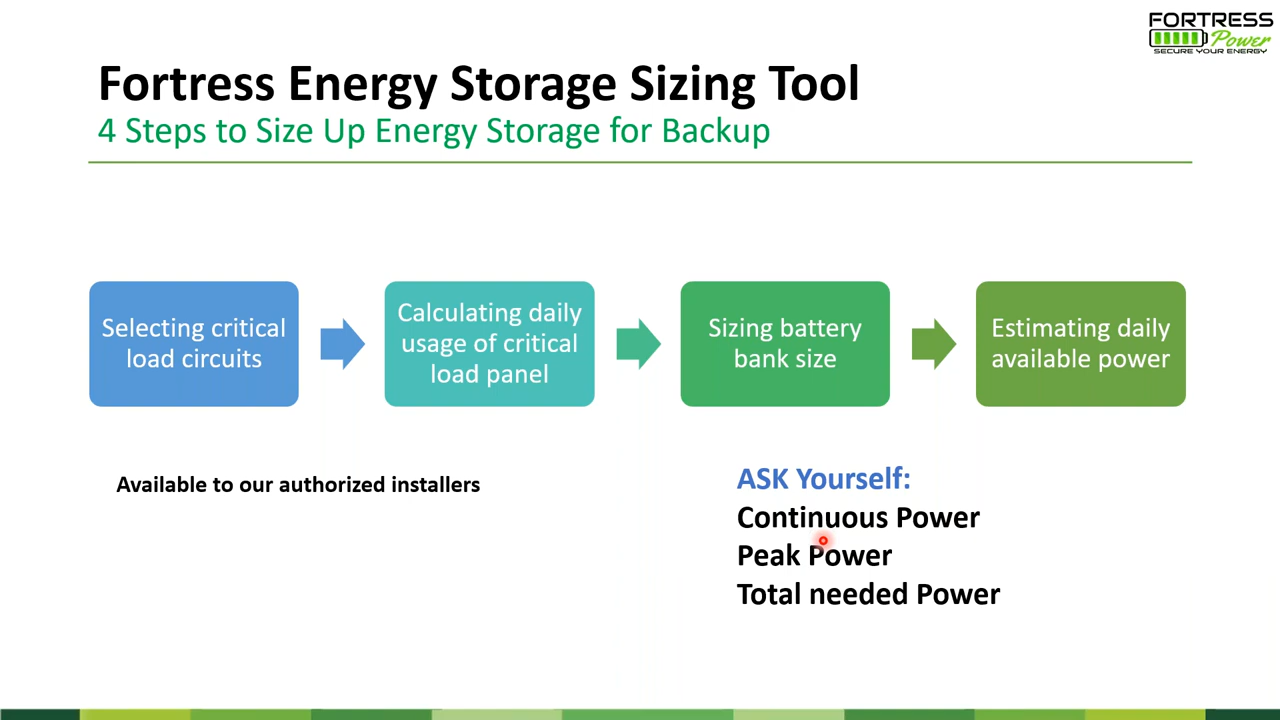 FORTRESS
Power
SECURE YOUR ENERGY
Fortress Energy Storage Sizing Tool
4 Steps to Size Up Energy Storage for Backup
Selecting critical
load circuits
Calculating daily
usage of critical
load panel
Sizing battery
bank size
Estimating daily
available power
Available to our authorized installers
ASK Yourself:
Continuous Power
Peak Power
Total needed Power